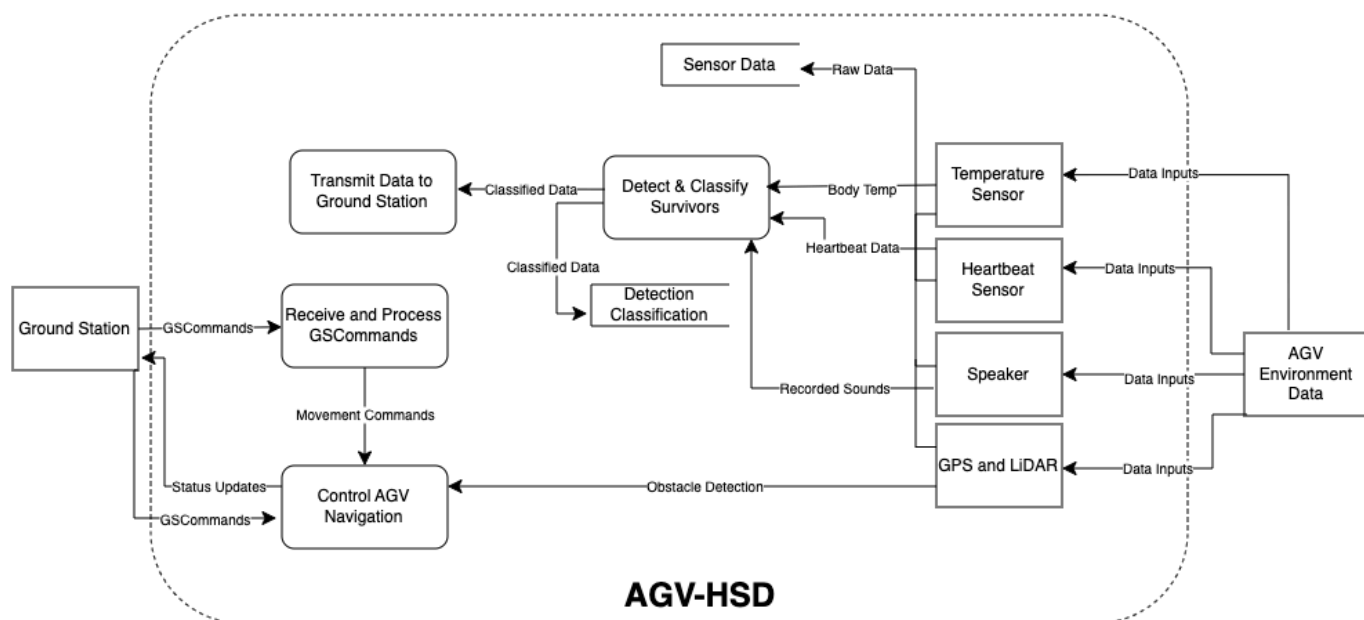 Sensor Data
Raw Data
Transmit Data to
Ground Station
Classified Data
Detect & Classify
Survivors
Body Temp
Temperature
Sensor
Data Inputs
Heartbeat Data
Classified Data
Heartbeat
Sensor
Data Inputs
Detection
Classification
Ground Station
GSCommands
Receive and Process
GSCommands
AGV
Environment
Data
Speaker
Data Inputs
Recorded Sounds
Movement Commands
GPS and LiDAR
Data Inputs
Status Updates
Obstacle Detection
Control AGV
Navigation
GSCommands
AGV-HSD